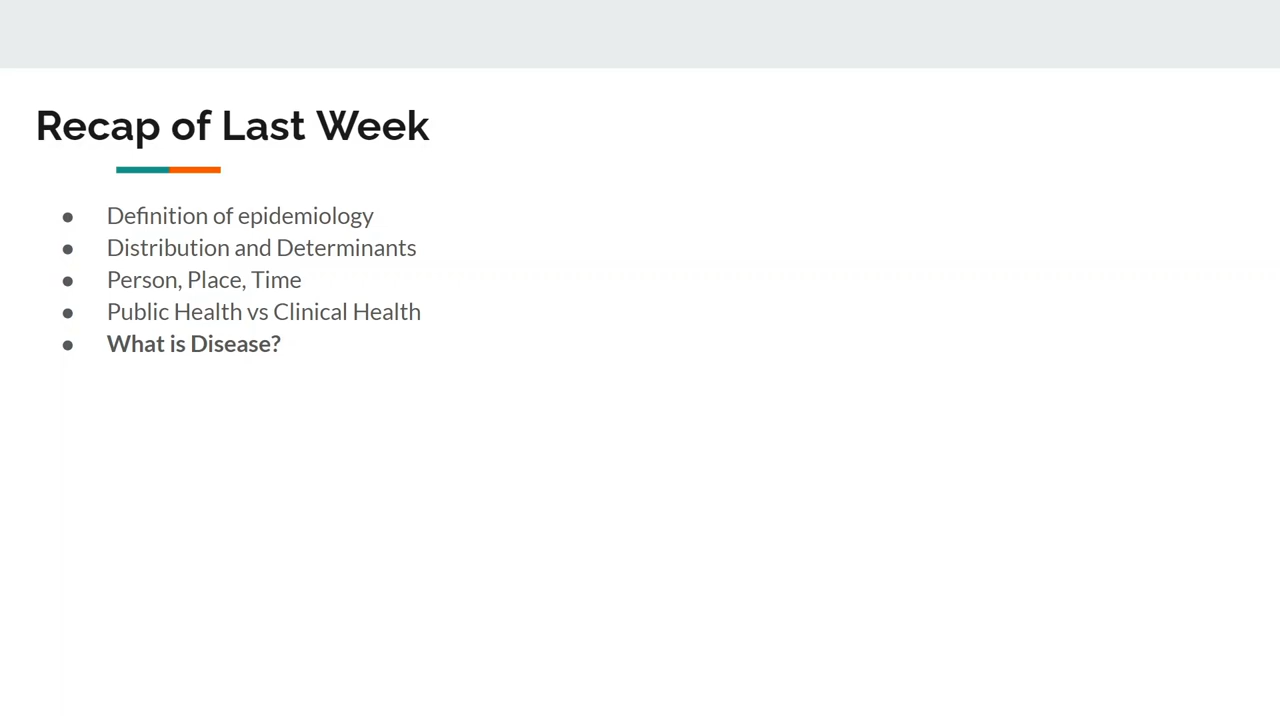 Recap of Last Week
● Definition of epidemiology
● Distribution and Determinants
● Person, Place, Time
● Public Health vs Clinical Health
● What is Disease?